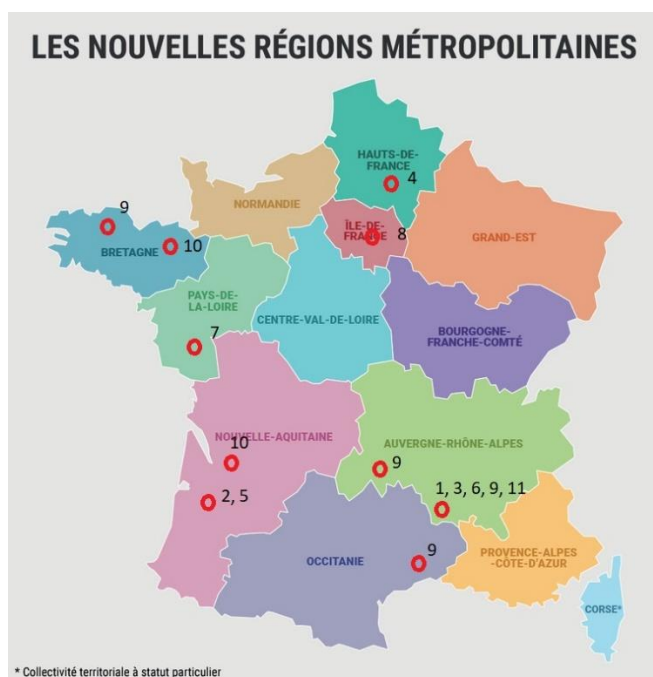 LES NOUVELLES RÉGIONS MÉTROPOLITAINES
HAUTS-DE-
FRANCE
4
NORMANDIE
ÎLE-DE-
FRANCE
8
GRAND-EST
9
BRETAGNE
10
PAYS-DE-
LA-LOIRE
7
CENTRE-VAL-DE-LOIRE
BOURGOGNE-
FRANCHE-COMTÉ
NOUVELLE-AQUITAINE
10
2, 5
AUVERGNE-RHÔNE-ALPES
9
1, 3, 6, 9, 11
OCCITANIE
9
PROVENCE-ALPES
-CÔTE-D'AZUR
CORSE*
* Collectivité territoriale à statut particulier